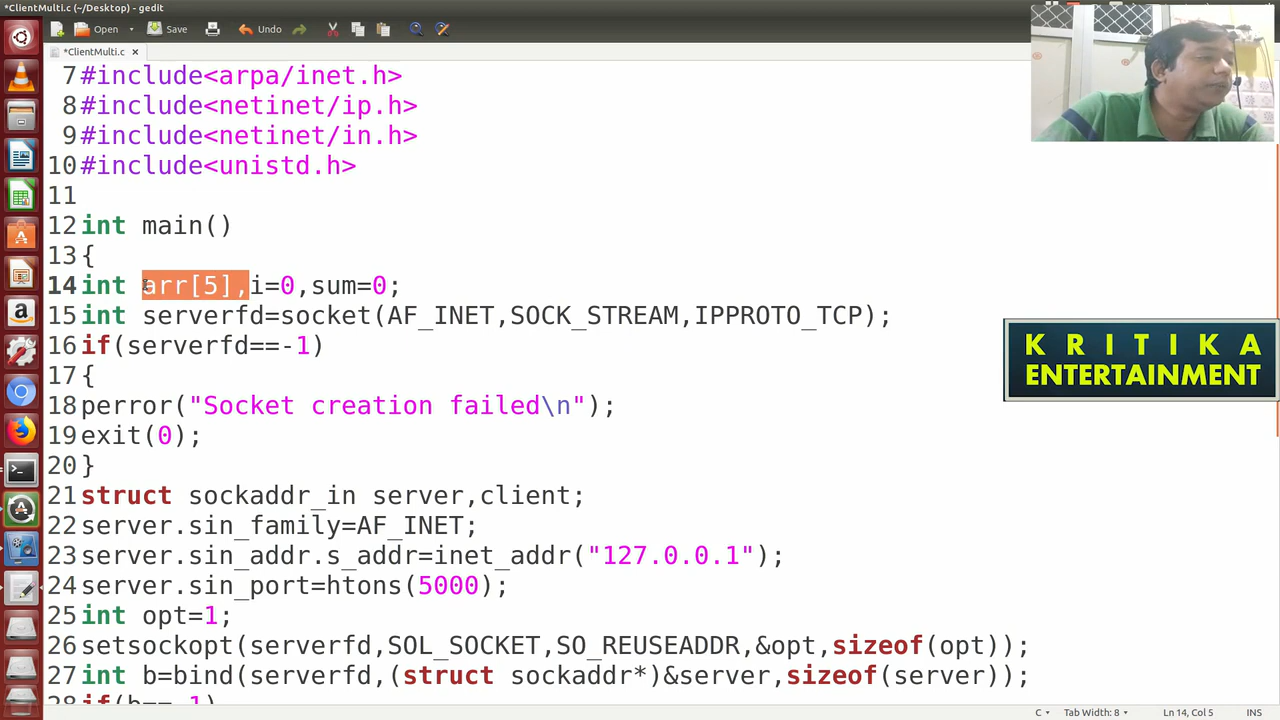 *ClientMulti.c (~/Desktop) - gedit
Open Save Undo
*ClientMulti.c ×
7 #include<arpa/inet.h>
8 #include<netinet/ip.h>
9 #include<netinet/in.h>
10 #include<unistd.h>
11
12 int main()
13 {
14 int arr[5],i=0,sum=0;
15 int serverfd=socket(AF_INET,SOCK_STREAM,IPPROTO_TCP);
16 if(serverfd==-1)
17 {
18 perror("Socket creation failed\n");
19 exit(0);
20 }
21 struct sockaddr_in server,client;
22 server.sin_family=AF_INET;
23 server.sin_addr.s_addr=inet_addr("127.0.0.1");
24 server.sin_port=htons(5000);
25 int opt=1;
26 setsockopt(serverfd,SOL_SOCKET,SO_REUSEADDR,&opt,sizeof(opt));
27 int b=bind(serverfd,(struct sockaddr*)&server,sizeof(server));
28 if(b==-1)
KRITIKA
ENTERTAINMENT
C Tab Width: 8 Ln 14, Col 5 INS